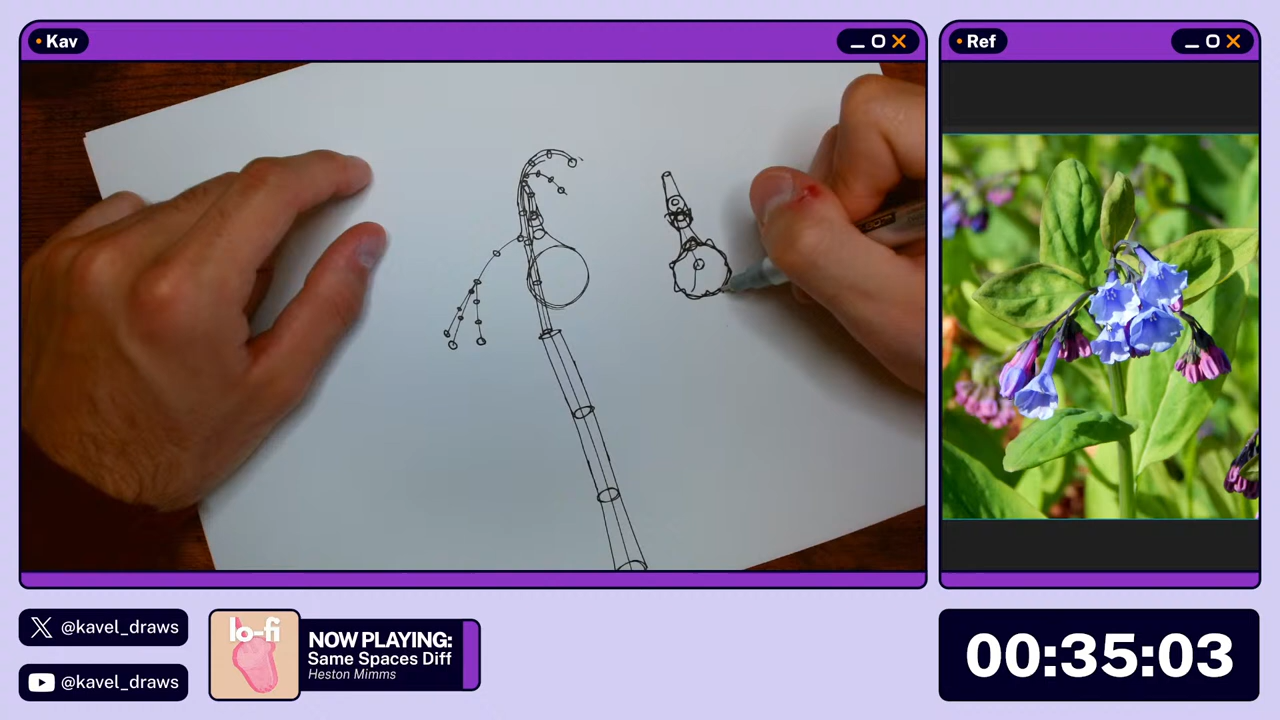 Kav
Ref
@kavel_draws
@kavel_draws
lo-fi
NOW PLAYING:
Same Spaces Diff
Heston Mimms
00:35:03